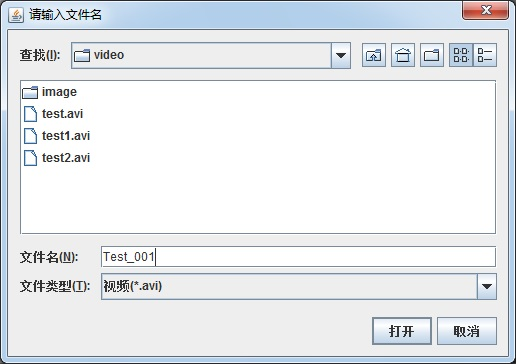 请输入文件名
查找(I): video
image
test.avi
test1.avi
test2.avi
文件名(N): Test_001
文件类型(T): 视频(*.avi)
打开 取消